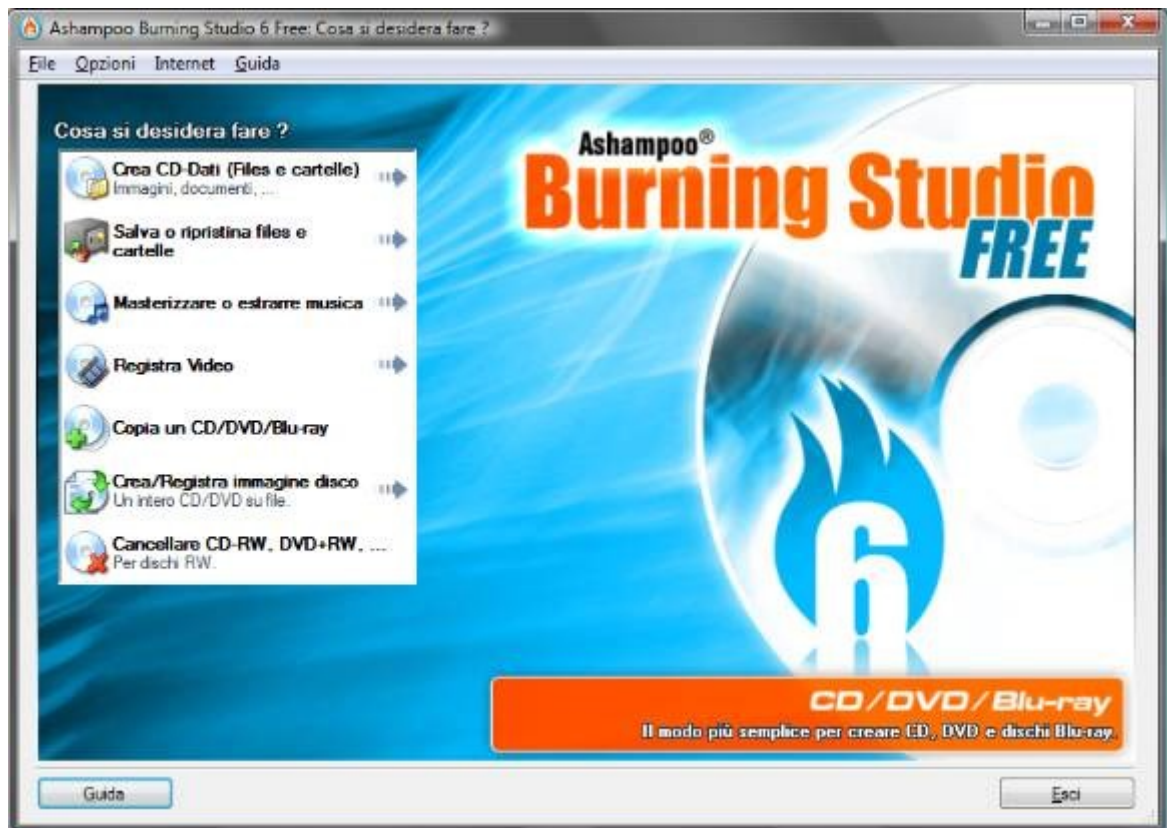 Ashampoo Burning Studio 6 Free: Cosa si desidera fare ?
File Opzioni Internet Guida
Cosa si desidera fare ?
Crea CD-Dati (Files e cartelle)
Immagini, documenti, ...
Salva o ripristina files e
cartelle
Masterizzare o estrarre musica
Registra Video
Copia un CD/DVD/Blu-ray
Crea/Registra immagine disco
Un intero CD/DVD su file.
Cancellare CD-RW, DVD+RW, ...
Per dischi RW.
Ashampoo®
Burning Studio
FREE
6
CD/DVD/Blu-ray
Il modo più semplice per creare CD, DVD e dischi Blu-ray.
Guida
Esci